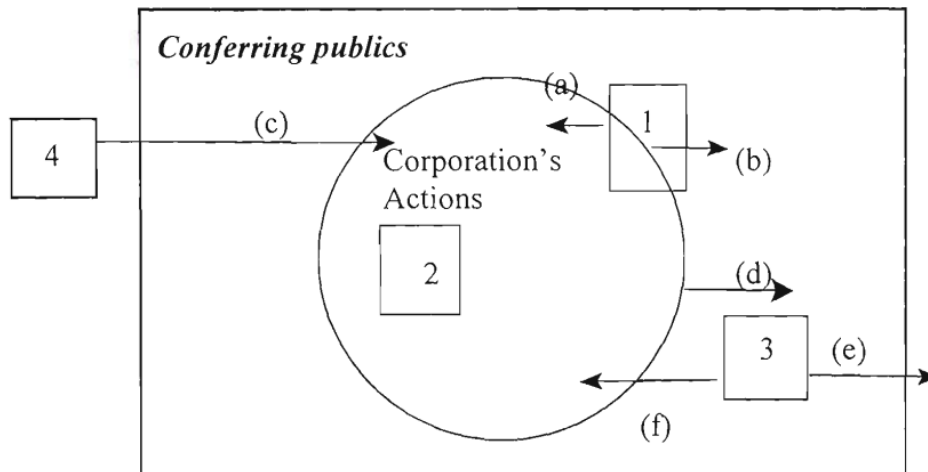 Conferring publics
(a)
1
(c)
4
(b)
Corporation's
Actions
2
(d)
3
(e)
(f)